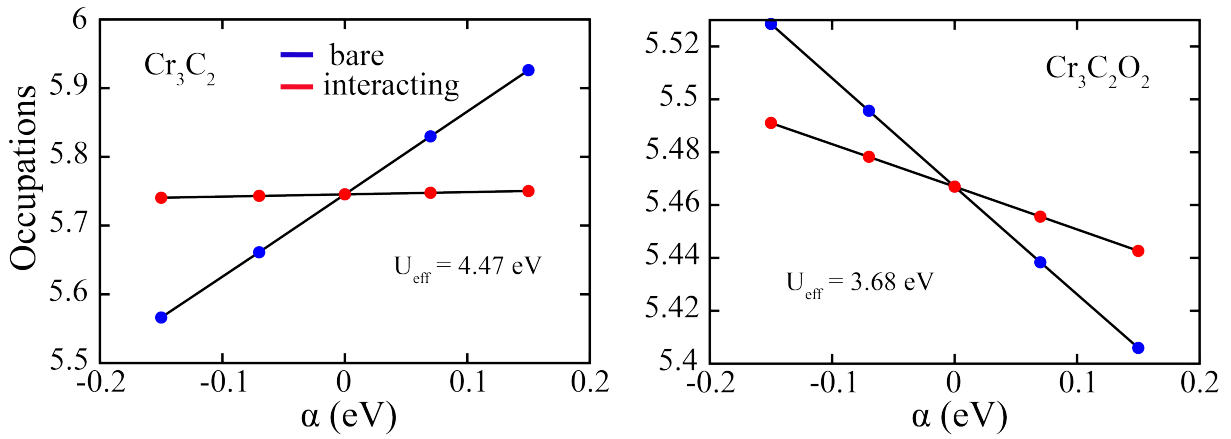 6
5.9
5.8
5.7
5.6
5.5
-0.2
-0.1
0
0.1
0.2
Occupations
α (eV)
Cr₃C₂
bare
interacting
U_eff = 4.47 eV
5.52
5.5
5.48
5.46
5.44
5.42
5.4
-0.2
-0.1
0
0.1
0.2
α (eV)
Cr₃C₂O₂
U_eff = 3.68 eV